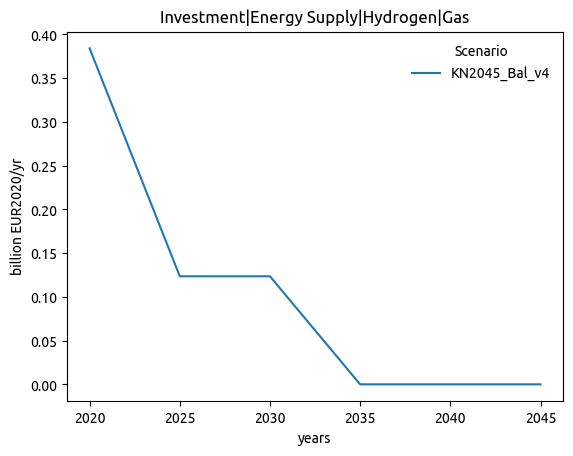 Investment|Energy Supply|Hydrogen|Gas
billion EUR2020/yr
0.40
0.35
0.30
0.25
0.20
0.15
0.10
0.05
0.00
Scenario
KN2045_Bal_v4
2020 2025 2030 2035 2040 2045
years